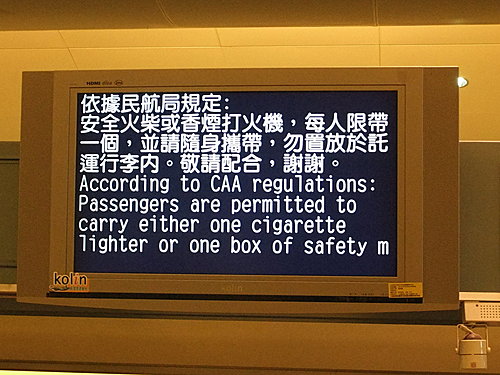 HDMI
依據民航局規定:
安全火柴或香煙打火機，每人限帶
一個，並請隨身攜帶，勿置放於託
運行李內。敬請配合，謝謝。
According to CAA regulations:
Passengers are permitted to
carry either one cigarette
lighter or one box of safety m
kolin
kolin